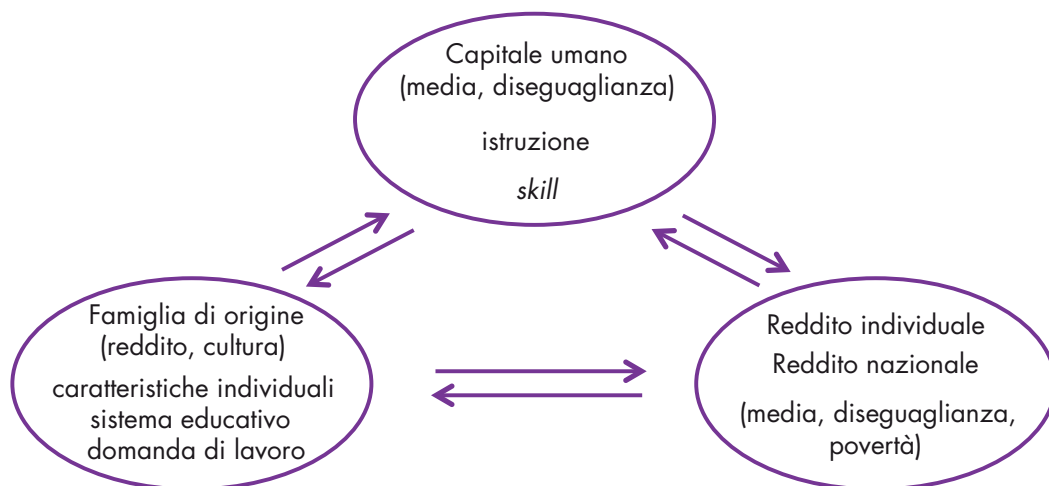 Capitale umano
(media, diseguaglianza)
istruzione
skill
Famiglia di origine
(reddito, cultura)
caratteristiche individuali
sistema educativo
domanda di lavoro
Reddito individuale
Reddito nazionale
(media, diseguaglianza,
povertà)